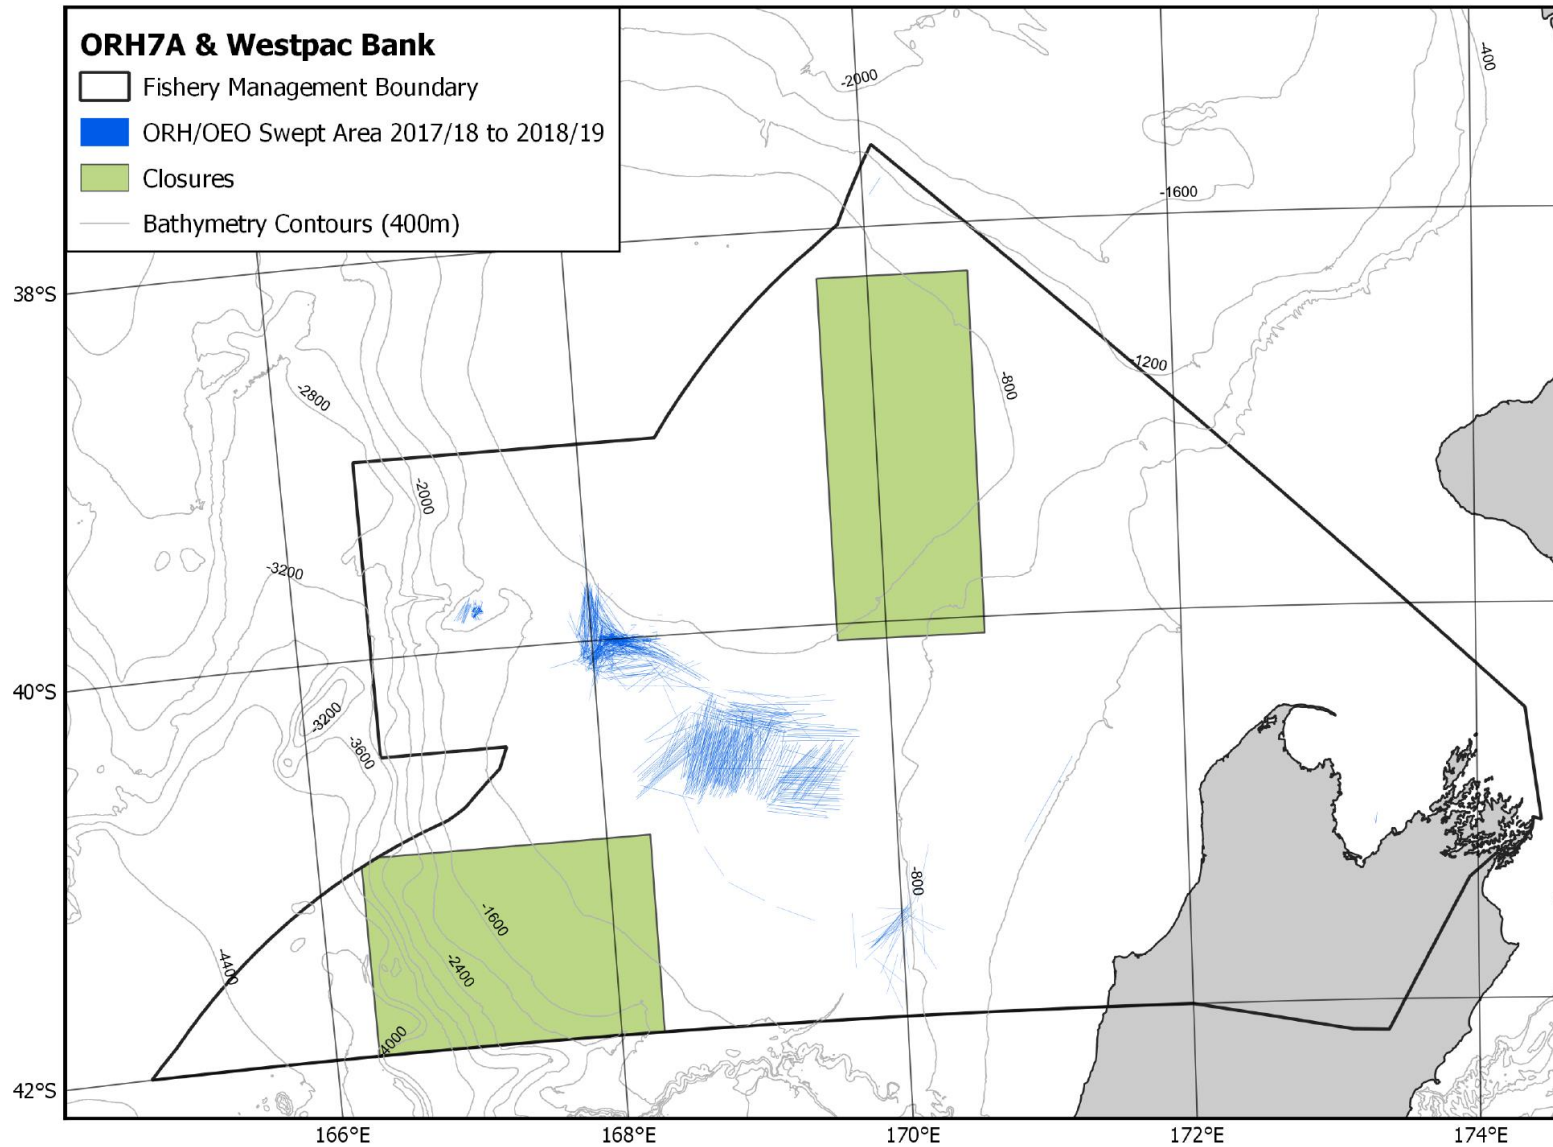 ORH7A & Westpac Bank
Fishery Management Boundary
ORH/OEO Swept Area 2017/18 to 2018/19
Closures
Bathymetry Contours (400m)
-2000
-400
-1600
38°S
-1200
-800
-2800
-2000
-3200
40°S
-3200
-3600
-800
-1600
-4400
-2400
-4000
42°S
166°E
168°E
170°E
172°E
174°E